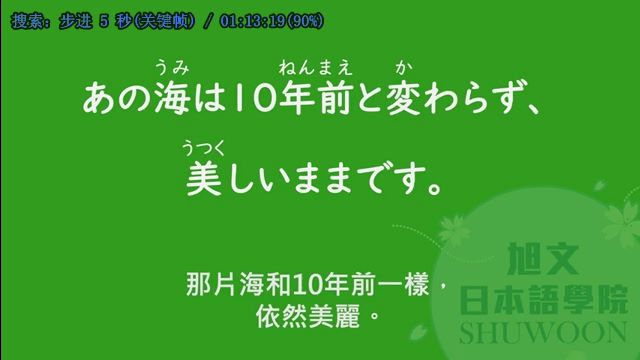 搜索: 步进 5 秒(关键帧) / 01:13:19(90%)
うみ ねんまえ か
あの海は10年前と変わらず、
うつく
美しいままです。
那片海和10年前一樣，
依然美麗。
旭文
日本語學院
SHUWOON